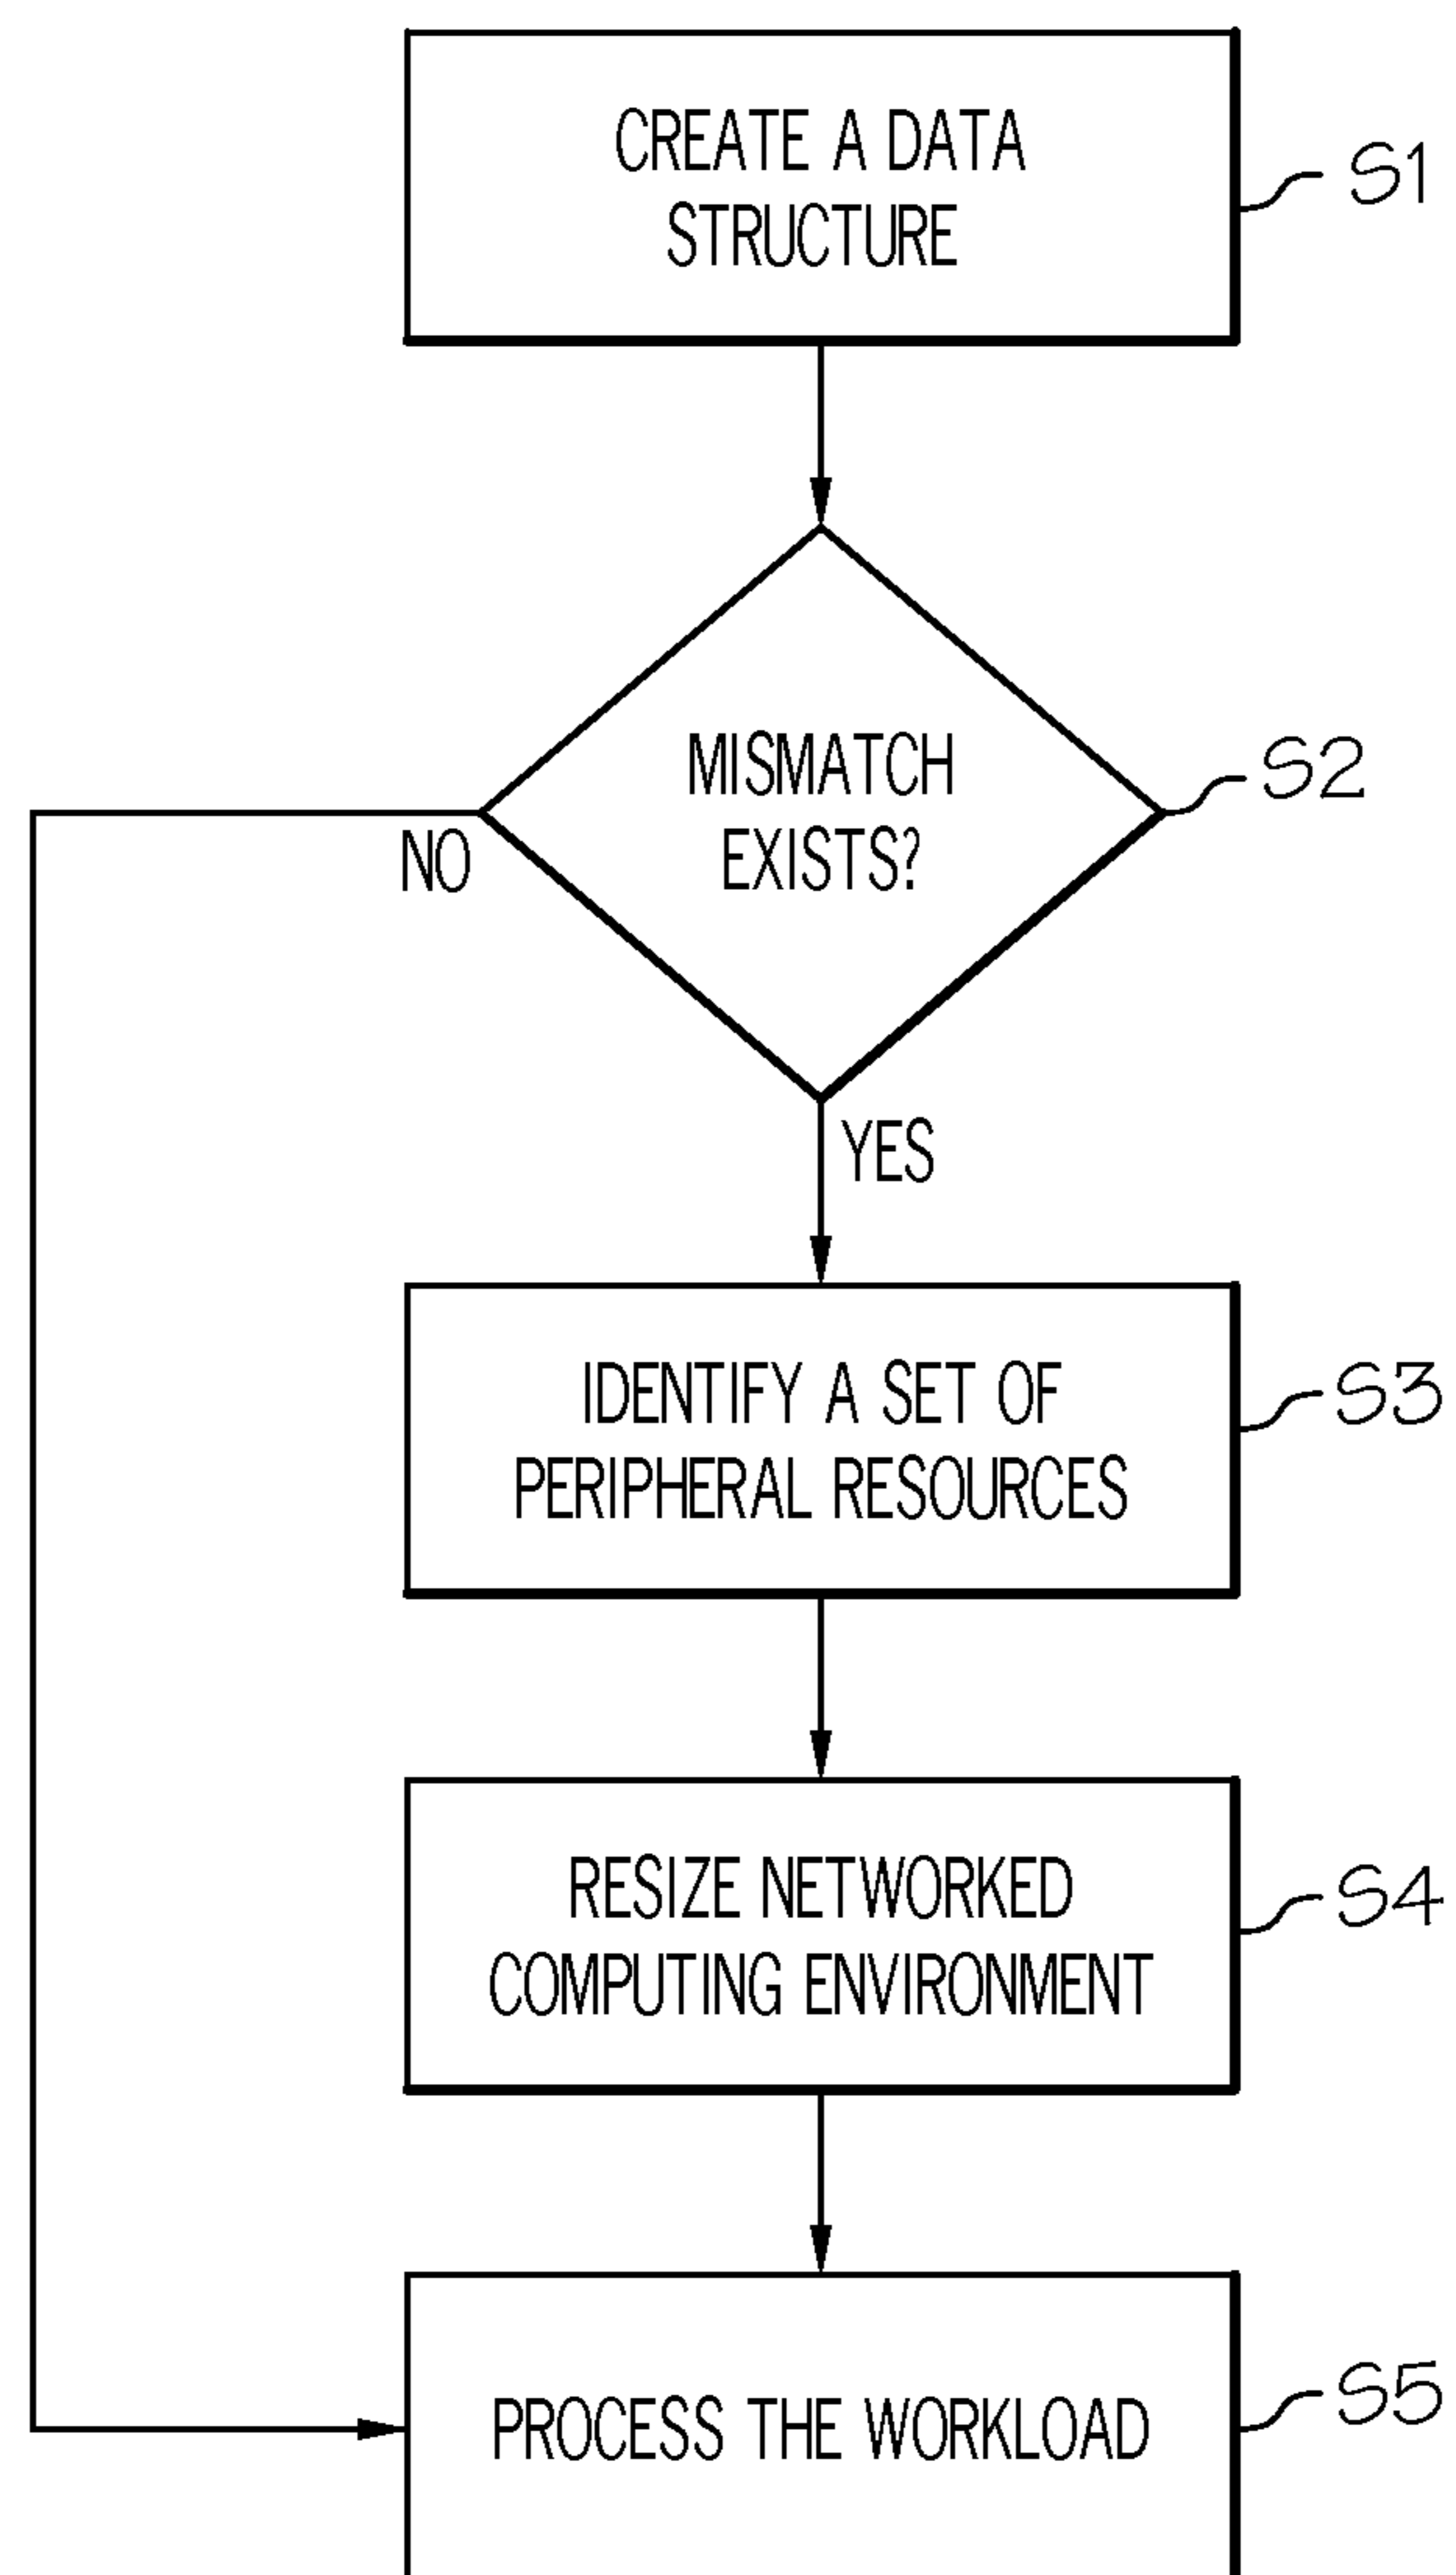 CREATE A DATA
STRUCTURE
S1
MISMATCH
EXISTS?
S2
NO
YES
IDENTIFY A SET OF
PERIPHERAL RESOURCES
S3
RESIZE NETWORKED
COMPUTING ENVIRONMENT
S4
PROCESS THE WORKLOAD
S5